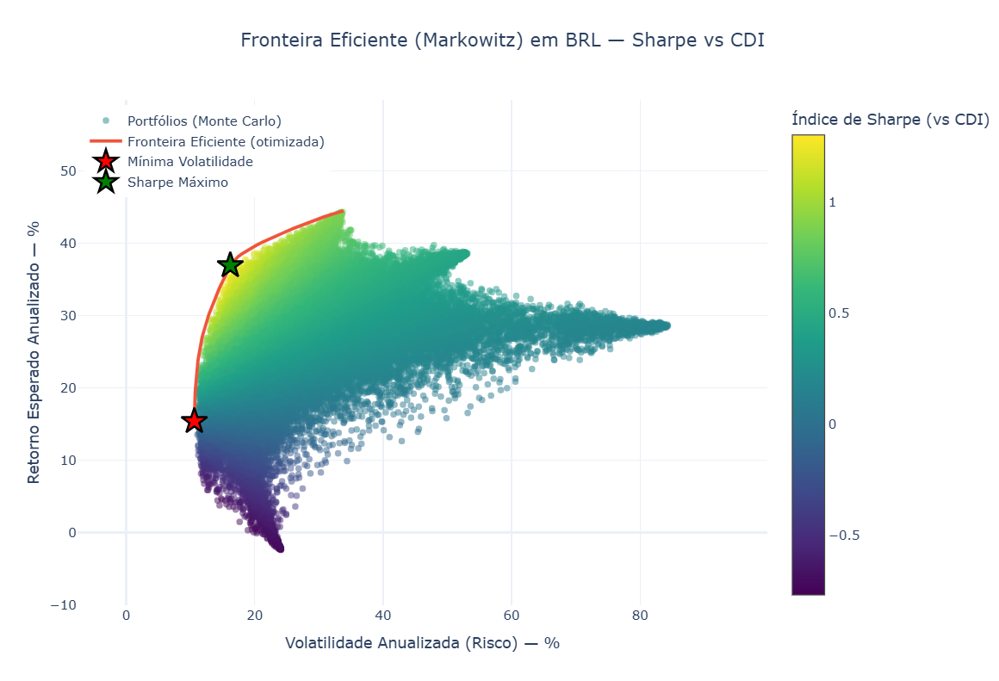 Fronteira Eficiente (Markowitz) em BRL — Sharpe vs CDI
Portfólios (Monte Carlo)
Fronteira Eficiente (otimizada)
Mínima Volatilidade
Sharpe Máximo
Índice de Sharpe (vs CDI)
1
0.5
0
−0.5
Retorno Esperado Anualizado — %
50
40
30
20
10
0
−10
0
20
40
60
80
Volatilidade Anualizada (Risco) — %